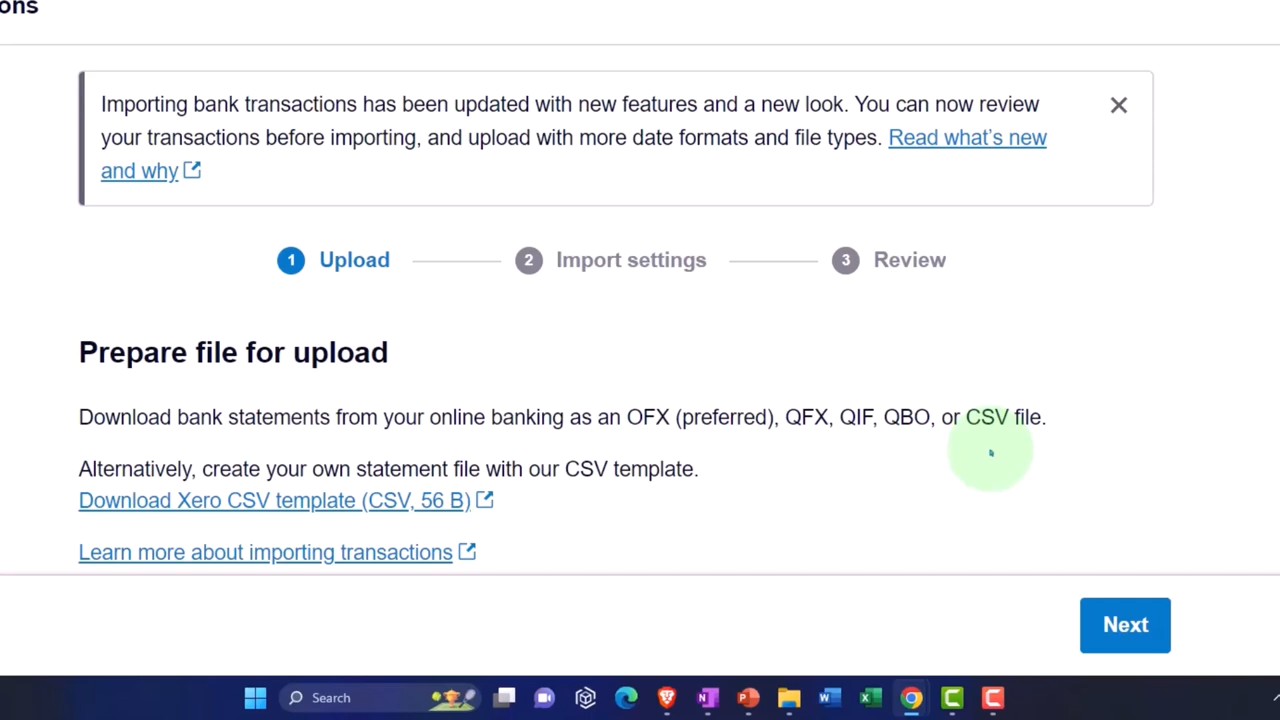 ons
Importing bank transactions has been updated with new features and a new look. You can now review
your transactions before importing, and upload with more date formats and file types. Read what's new
and why
1 Upload 2 Import settings 3 Review
Prepare file for upload
Download bank statements from your online banking as an OFX (preferred), QFX, QIF, QBO, or CSV file.
Alternatively, create your own statement file with our CSV template.
Download Xero CSV template (CSV, 56 B)
Learn more about importing transactions
Next
Search